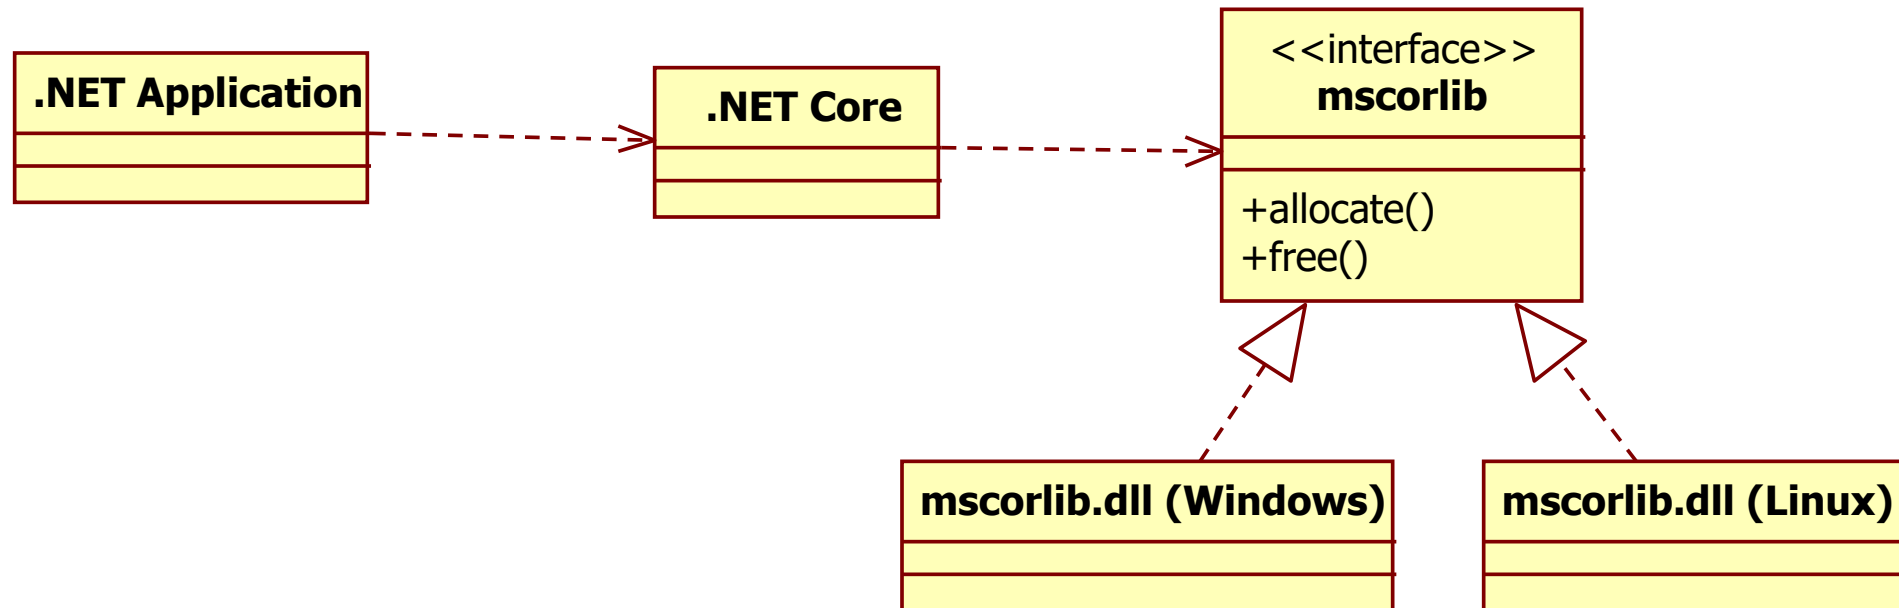 .NET Application
.NET Core
<<interface>>
mscorlib
+allocate()
+free()
mscorlib.dll (Windows)
mscorlib.dll (Linux)